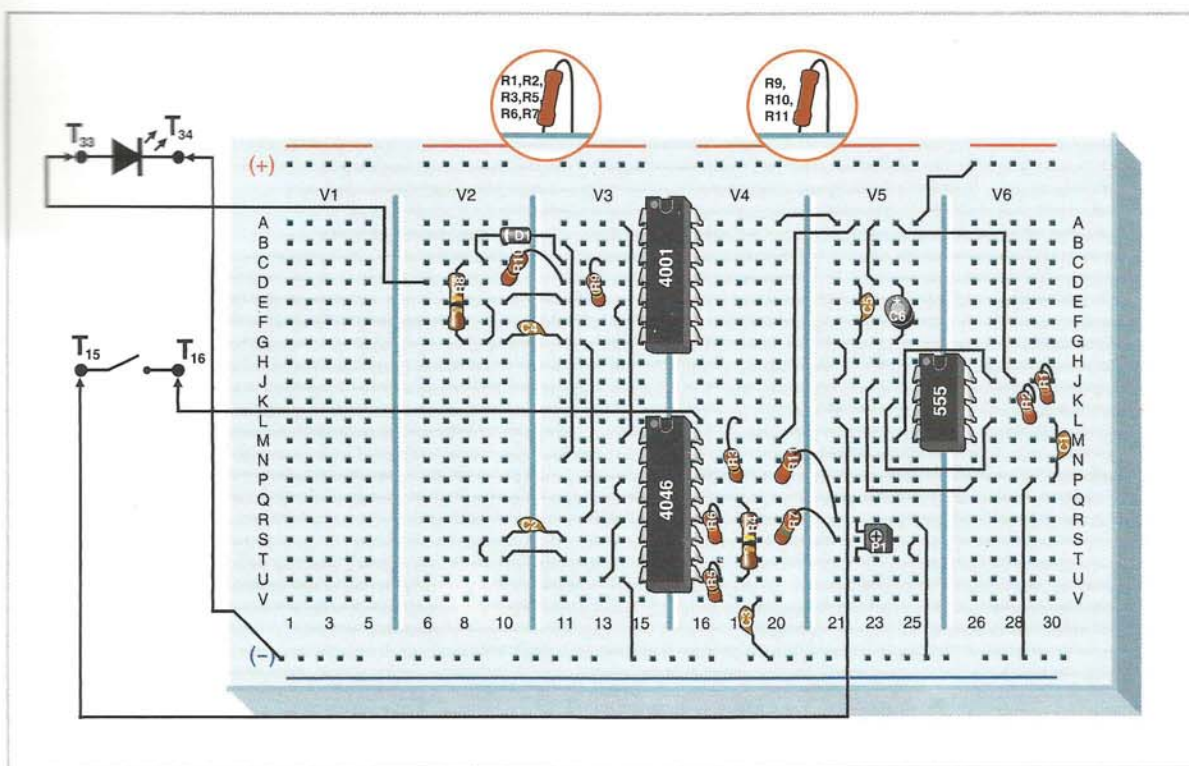 R1,R2,
R3,R5,
R6,R7
R9,
R10,
R11
T33
T34
(+)
V1
V2
V3
V4
V5
V6
A
B
C
D
E
F
G
H
J
K
L
M
N
P
Q
R
S
T
U
V
A
B
C
D
E
F
G
H
J
K
L
M
N
P
Q
R
S
T
U
V
D1
R10
R8
R9
C4
4001
C5
C6
T15
T16
555
R1
R2
C1
4046
R3
R6
R4
R7
R5
C2
P1
C3
1 3 5 6 8 10 11 13 15 16 20 21 23 25 26 28 30
(−)